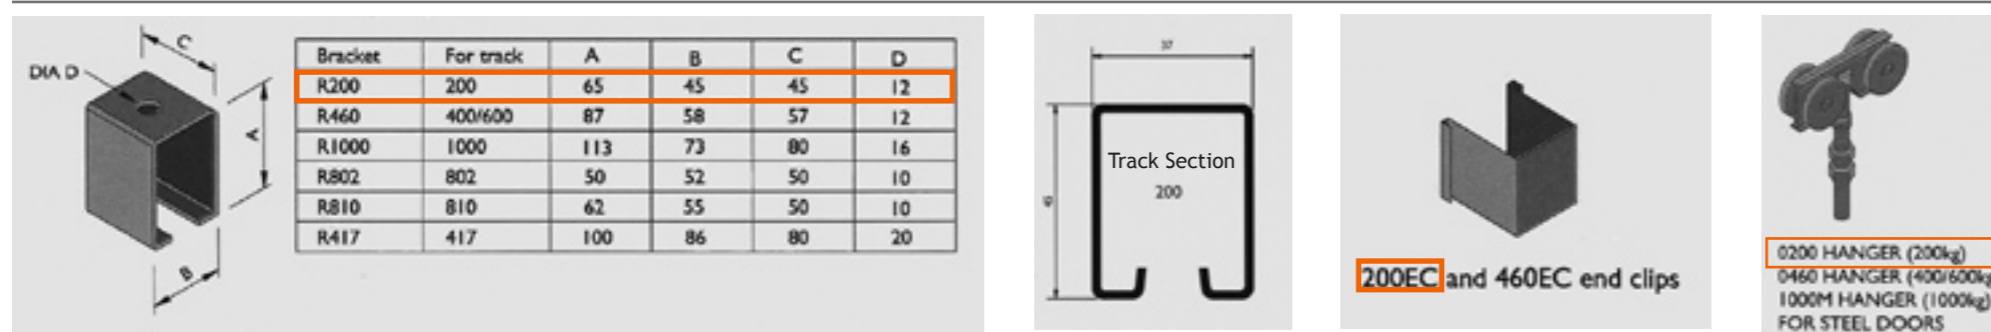 C
DIA D
A
B
Bracket For track A B C D
R200 200 65 45 45 12
R460 400/600 87 58 57 12
R1000 1000 113 73 80 16
R802 802 50 52 50 10
R810 810 62 55 50 10
R417 417 100 86 80 20
37
45
Track Section
200
200EC and 460EC end clips
0200 HANGER (200kg)
0460 HANGER (400/600kg
1000M HANGER (1000kg)
FOR STEEL DOORS